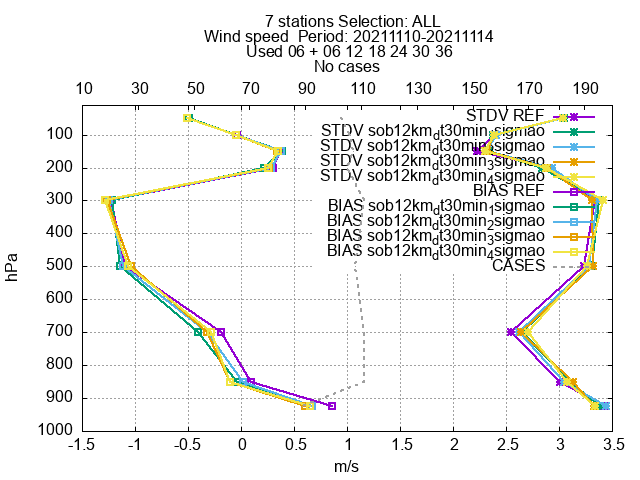 7 stations Selection: ALL
Wind speed  Period: 20211110-20211114
Used 06 + 06 12 18 24 30 36
No cases
10 30 50 67 80 100 110 130 150 170 190
STDV REF
STDV sob12km_dt30min_1sigmao
STDV sob12km_dt30min_2sigmao
STDV sob12km_dt30min_3sigmao
STDV sob12km_dt30min_4sigmao
BIAS REF
BIAS sob12km_dt30min_1sigmao
BIAS sob12km_dt30min_2sigmao
BIAS sob12km_dt30min_3sigmao
BIAS sob12km_dt30min_4sigmao
CASES
100
200
300
400
500
600
700
800
900
1000
hPa
-1.5 -1 -0.5 0 0.5 1 1.5 2 2.5 3 3.5
m/s